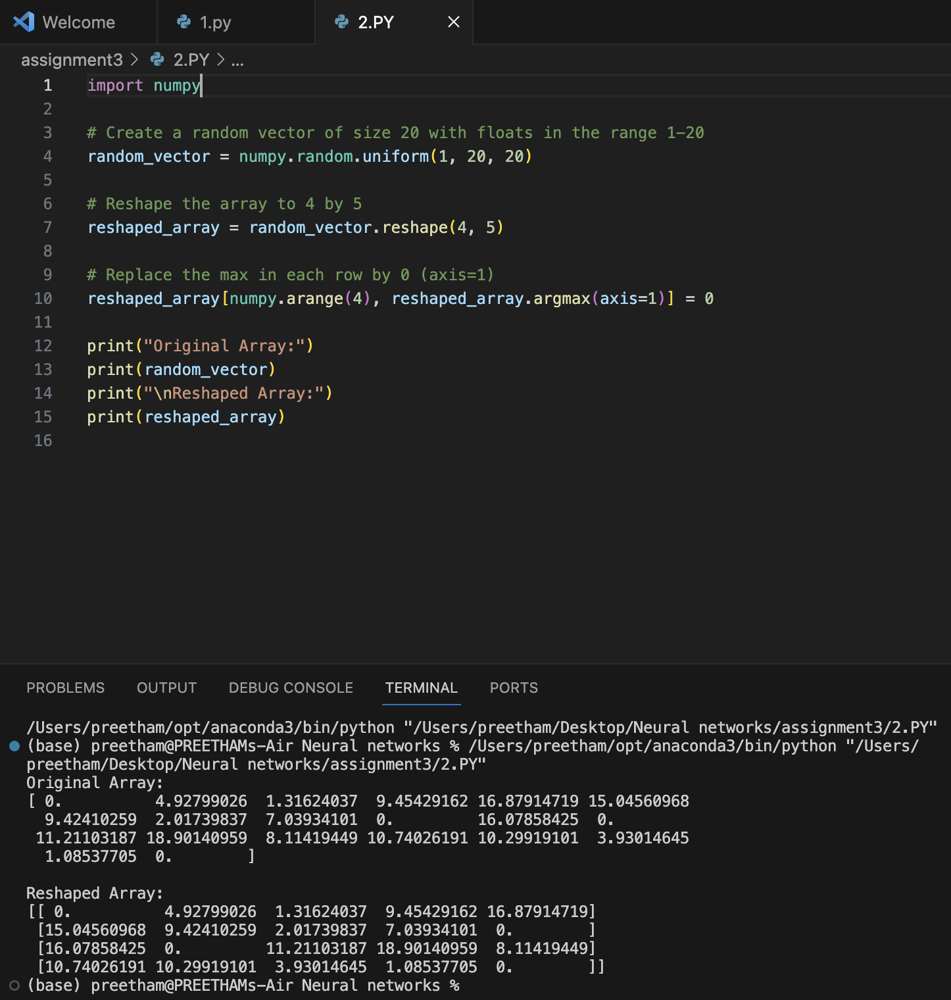 Welcome
1.py
2.PY
assignment3 > 2.PY > ...
1 import numpy
2
3 # Create a random vector of size 20 with floats in the range 1-20
4 random_vector = numpy.random.uniform(1, 20, 20)
5
6 # Reshape the array to 4 by 5
7 reshaped_array = random_vector.reshape(4, 5)
8
9 # Replace the max in each row by 0 (axis=1)
10 reshaped_array[numpy.arange(4), reshaped_array.argmax(axis=1)] = 0
11
12 print("Original Array:")
13 print(random_vector)
14 print("\nReshaped Array:")
15 print(reshaped_array)
16
PROBLEMS OUTPUT DEBUG CONSOLE TERMINAL PORTS
/Users/preetham/opt/anaconda3/bin/python "/Users/preetham/Desktop/Neural networks/assignment3/2.PY"
(base) preetham@PREETHAMs-Air Neural networks % /Users/preetham/opt/anaconda3/bin/python "/Users/
preetham/Desktop/Neural networks/assignment3/2.PY"
Original Array:
[ 0.          4.92799026  1.31624037  9.45429162 16.87914719 15.04560968
  9.42410259  2.01739837  7.03934101  0.         16.07858425  0.
 11.21103187 18.90140959  8.11419449 10.74026191 10.29919101  3.93014645
  1.08537705  0.        ]
Reshaped Array:
[[ 0.          4.92799026  1.31624037  9.45429162 16.87914719]
 [15.04560968  9.42410259  2.01739837  7.03934101  0.        ]
 [16.07858425  0.         11.21103187 18.90140959  8.11419449]
 [10.74026191 10.29919101  3.93014645  1.08537705  0.        ]]
(base) preetham@PREETHAMs-Air Neural networks %